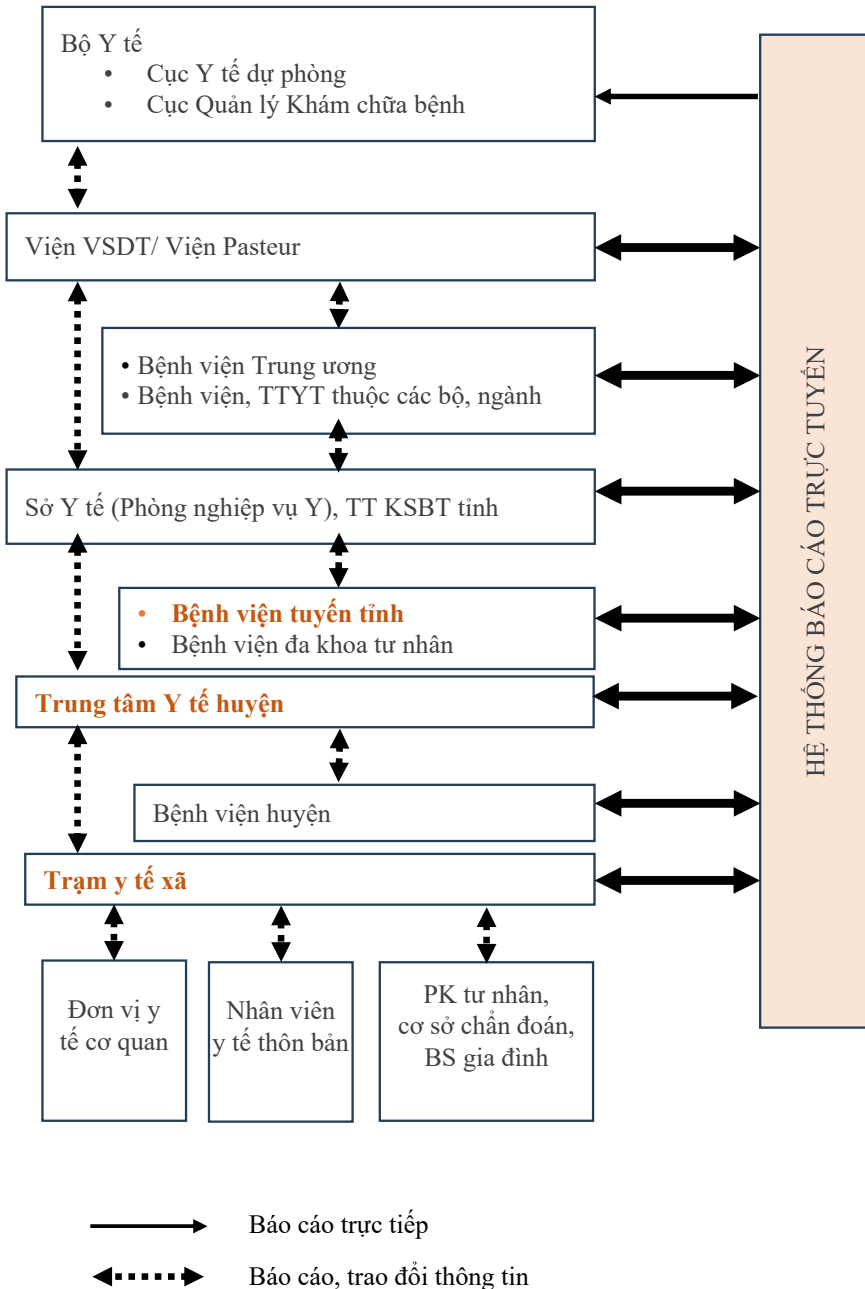 Bộ Y tế
• Cục Y tế dự phòng
• Cục Quản lý Khám chữa bệnh
Viện VSDT/ Viện Pasteur
• Bệnh viện Trung ương
• Bệnh viện, TTYT thuộc các bộ, ngành
Sở Y tế (Phòng nghiệp vụ Y), TT KSBT tỉnh
• Bệnh viện tuyến tỉnh
• Bệnh viện đa khoa tư nhân
Trung tâm Y tế huyện
Bệnh viện huyện
Trạm y tế xã
Đơn vị y
tế cơ quan
Nhân viên
y tế thôn bản
PK tư nhân,
cơ sở chẩn đoán,
BS gia đình
HỆ THỐNG BÁO CÁO TRỰC TUYẾN
Báo cáo trực tiếp
Báo cáo, trao đổi thông tin